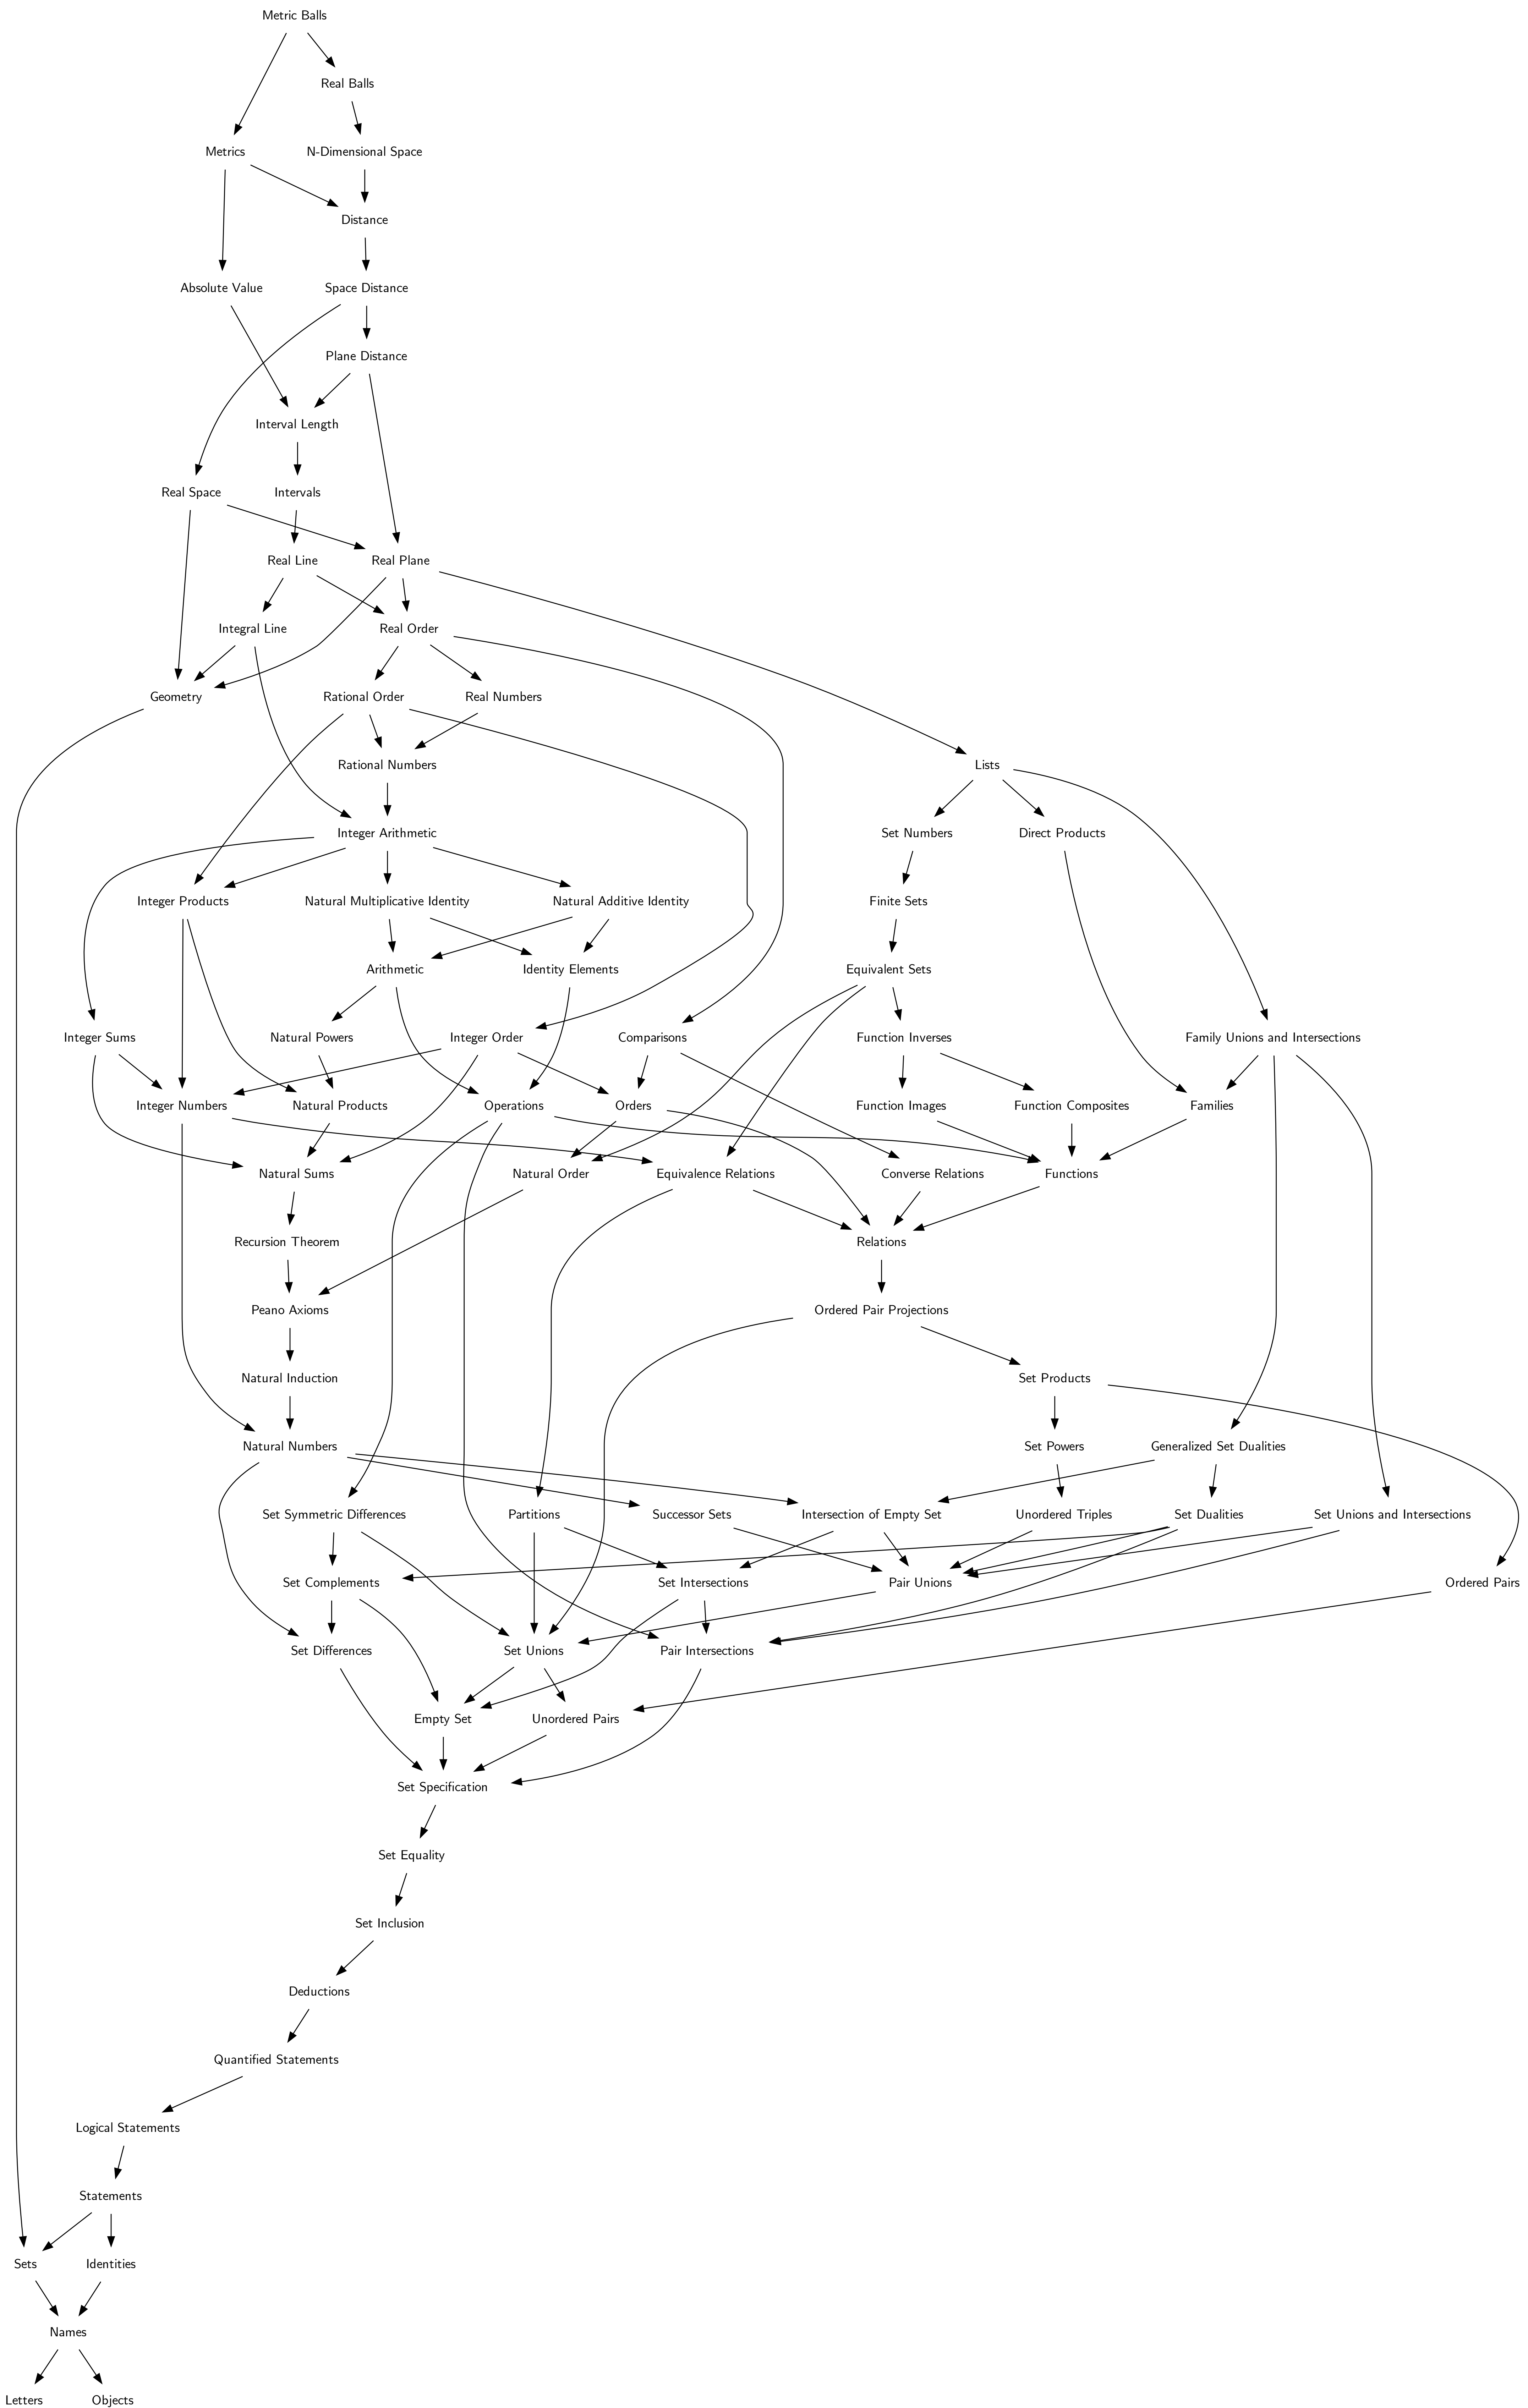 Metric Balls
Real Balls
Metrics
N-Dimensional Space
Distance
Absolute Value
Space Distance
Plane Distance
Interval Length
Real Space
Intervals
Real Line
Real Plane
Integral Line
Real Order
Geometry
Rational Order
Real Numbers
Rational Numbers
Lists
Integer Arithmetic
Set Numbers
Direct Products
Integer Products
Natural Multiplicative Identity
Natural Additive Identity
Finite Sets
Arithmetic
Identity Elements
Equivalent Sets
Integer Sums
Natural Powers
Integer Order
Comparisons
Function Inverses
Family Unions and Intersections
Integer Numbers
Natural Products
Operations
Orders
Function Images
Function Composites
Families
Natural Sums
Natural Order
Equivalence Relations
Converse Relations
Functions
Recursion Theorem
Relations
Peano Axioms
Ordered Pair Projections
Natural Induction
Set Products
Natural Numbers
Set Powers
Generalized Set Dualities
Set Symmetric Differences
Partitions
Successor Sets
Intersection of Empty Set
Unordered Triples
Set Dualities
Set Unions and Intersections
Set Complements
Set Intersections
Pair Unions
Ordered Pairs
Set Differences
Set Unions
Pair Intersections
Empty Set
Unordered Pairs
Set Specification
Set Equality
Set Inclusion
Deductions
Quantified Statements
Logical Statements
Statements
Sets
Identities
Names
Letters
Objects